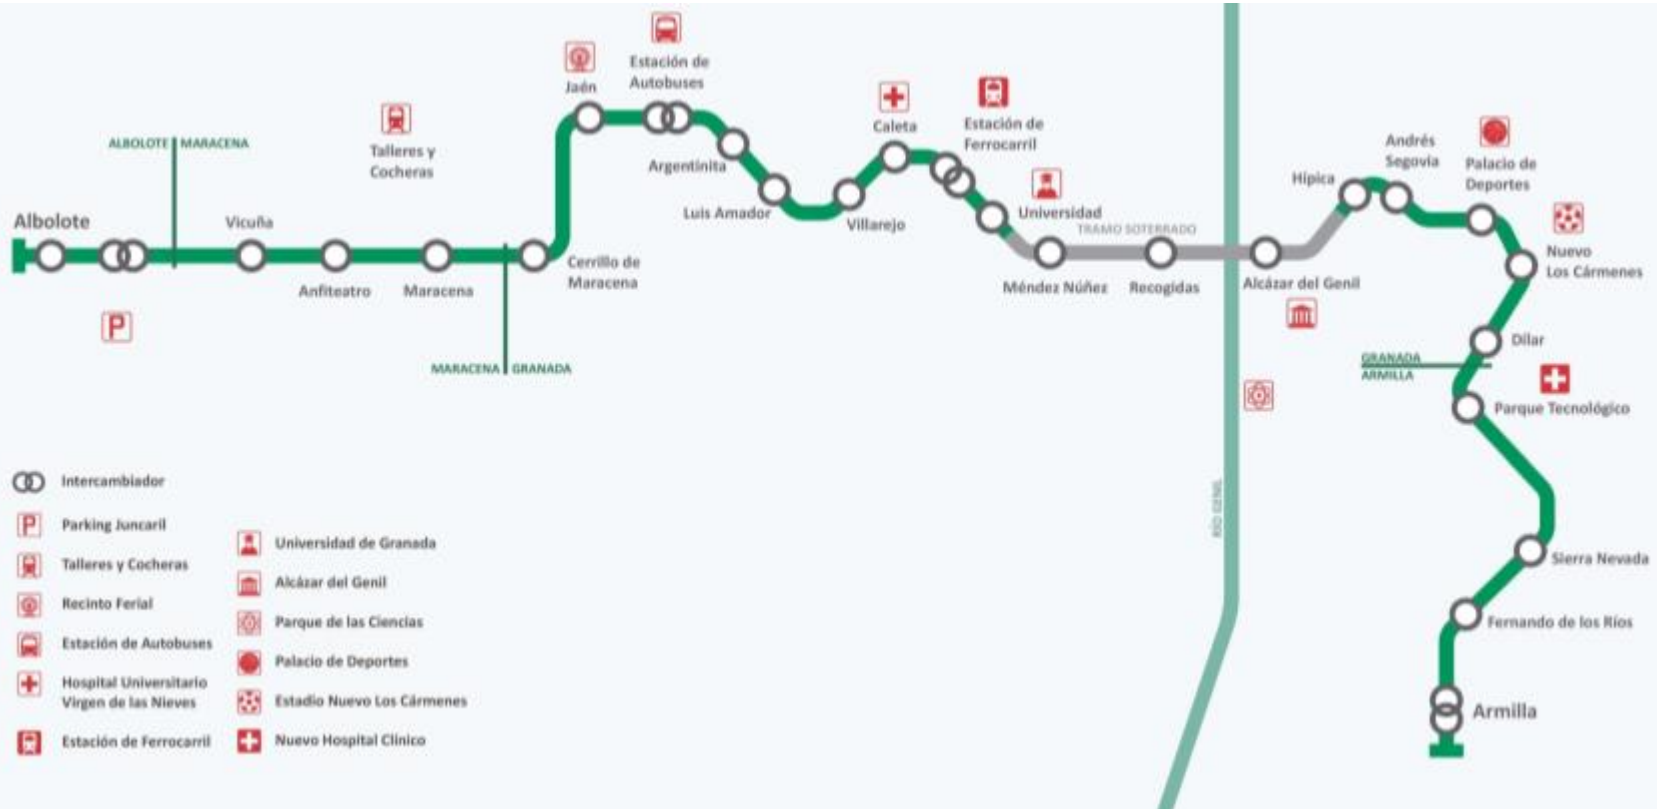 Albolote
ALBOLOTE
MARACENA
Vicuña
Talleres y
Cocheras
P
Anfiteatro
Maracena
MARACENA
GRANADA
Cerrillo de
Maracena
Jaén
Estación de
Autobuses
Argentinita
Luis Amador
Villarejo
Caleta
Estación de
Ferrocarril
Universidad
TRAMO SOTERRADO
Méndez Núñez
Recogidas
Alcázar del Genil
Hípica
Andrés
Segovia
Palacio de
Deportes
Nuevo
Los Cármenes
Dílar
GRANADA
ARMILLA
Parque Tecnológico
RÍO GENIL
Sierra Nevada
Fernando de los Ríos
Armilla
Intercambiador
P
Parking Juncaril
Talleres y Cocheras
Recinto Ferial
Estación de Autobuses
Hospital Universitario
Virgen de las Nieves
Estación de Ferrocarril
Universidad de Granada
Alcázar del Genil
Parque de las Ciencias
Palacio de Deportes
Estadio Nuevo Los Cármenes
Nuevo Hospital Clínico